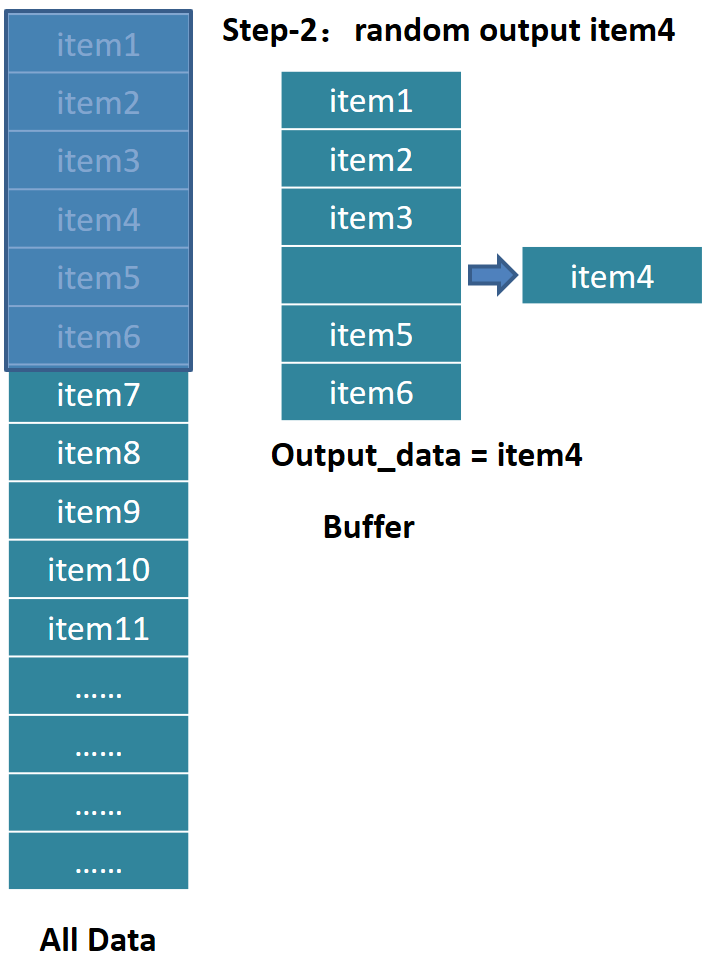 item1
item2
item3
item4
item5
item6
item7
item8
item9
item10
item11
......
......
......
......
All Data
Step-2： random output item4
item1
item2
item3
item5
item6
item4
Output_data = item4
Buffer